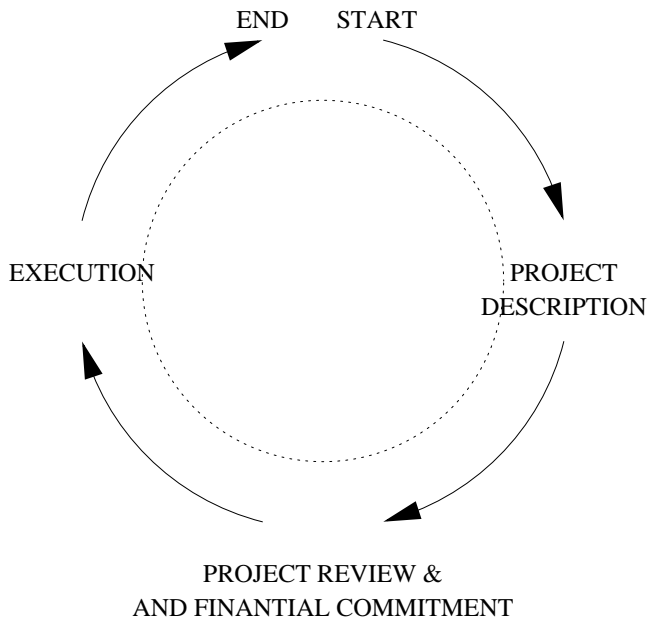 END START
EXECUTION
PROJECT
DESCRIPTION
PROJECT REVIEW &
AND FINANTIAL COMMITMENT